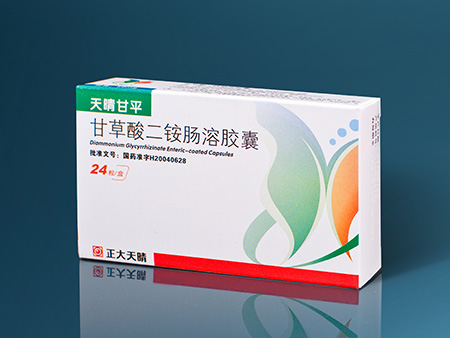 天晴甘平
甘草酸二铵肠溶胶囊
Diammonium Glycyrrhizinate Enteric-coated Capsules
批准文号：国药准字H20040628
24粒/盒
正大天晴